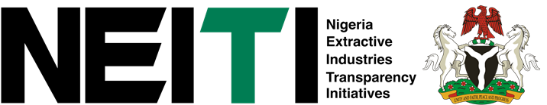 NEITI
Nigeria
Extractive
Industries
Transparency
Initiatives